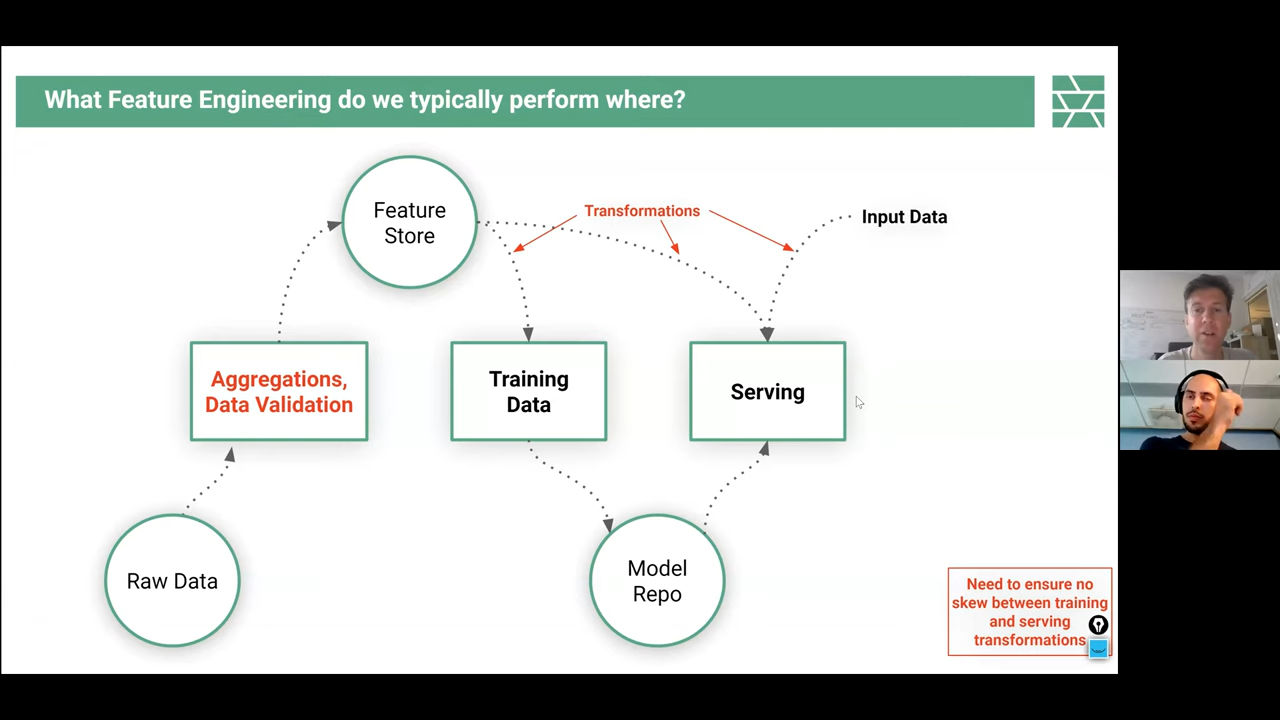 What Feature Engineering do we typically perform where?
Feature
Store
Transformations
Input Data
Aggregations,
Data Validation
Training
Data
Serving
Raw Data
Model
Repo
Need to ensure no
skew between training
and serving
transformations